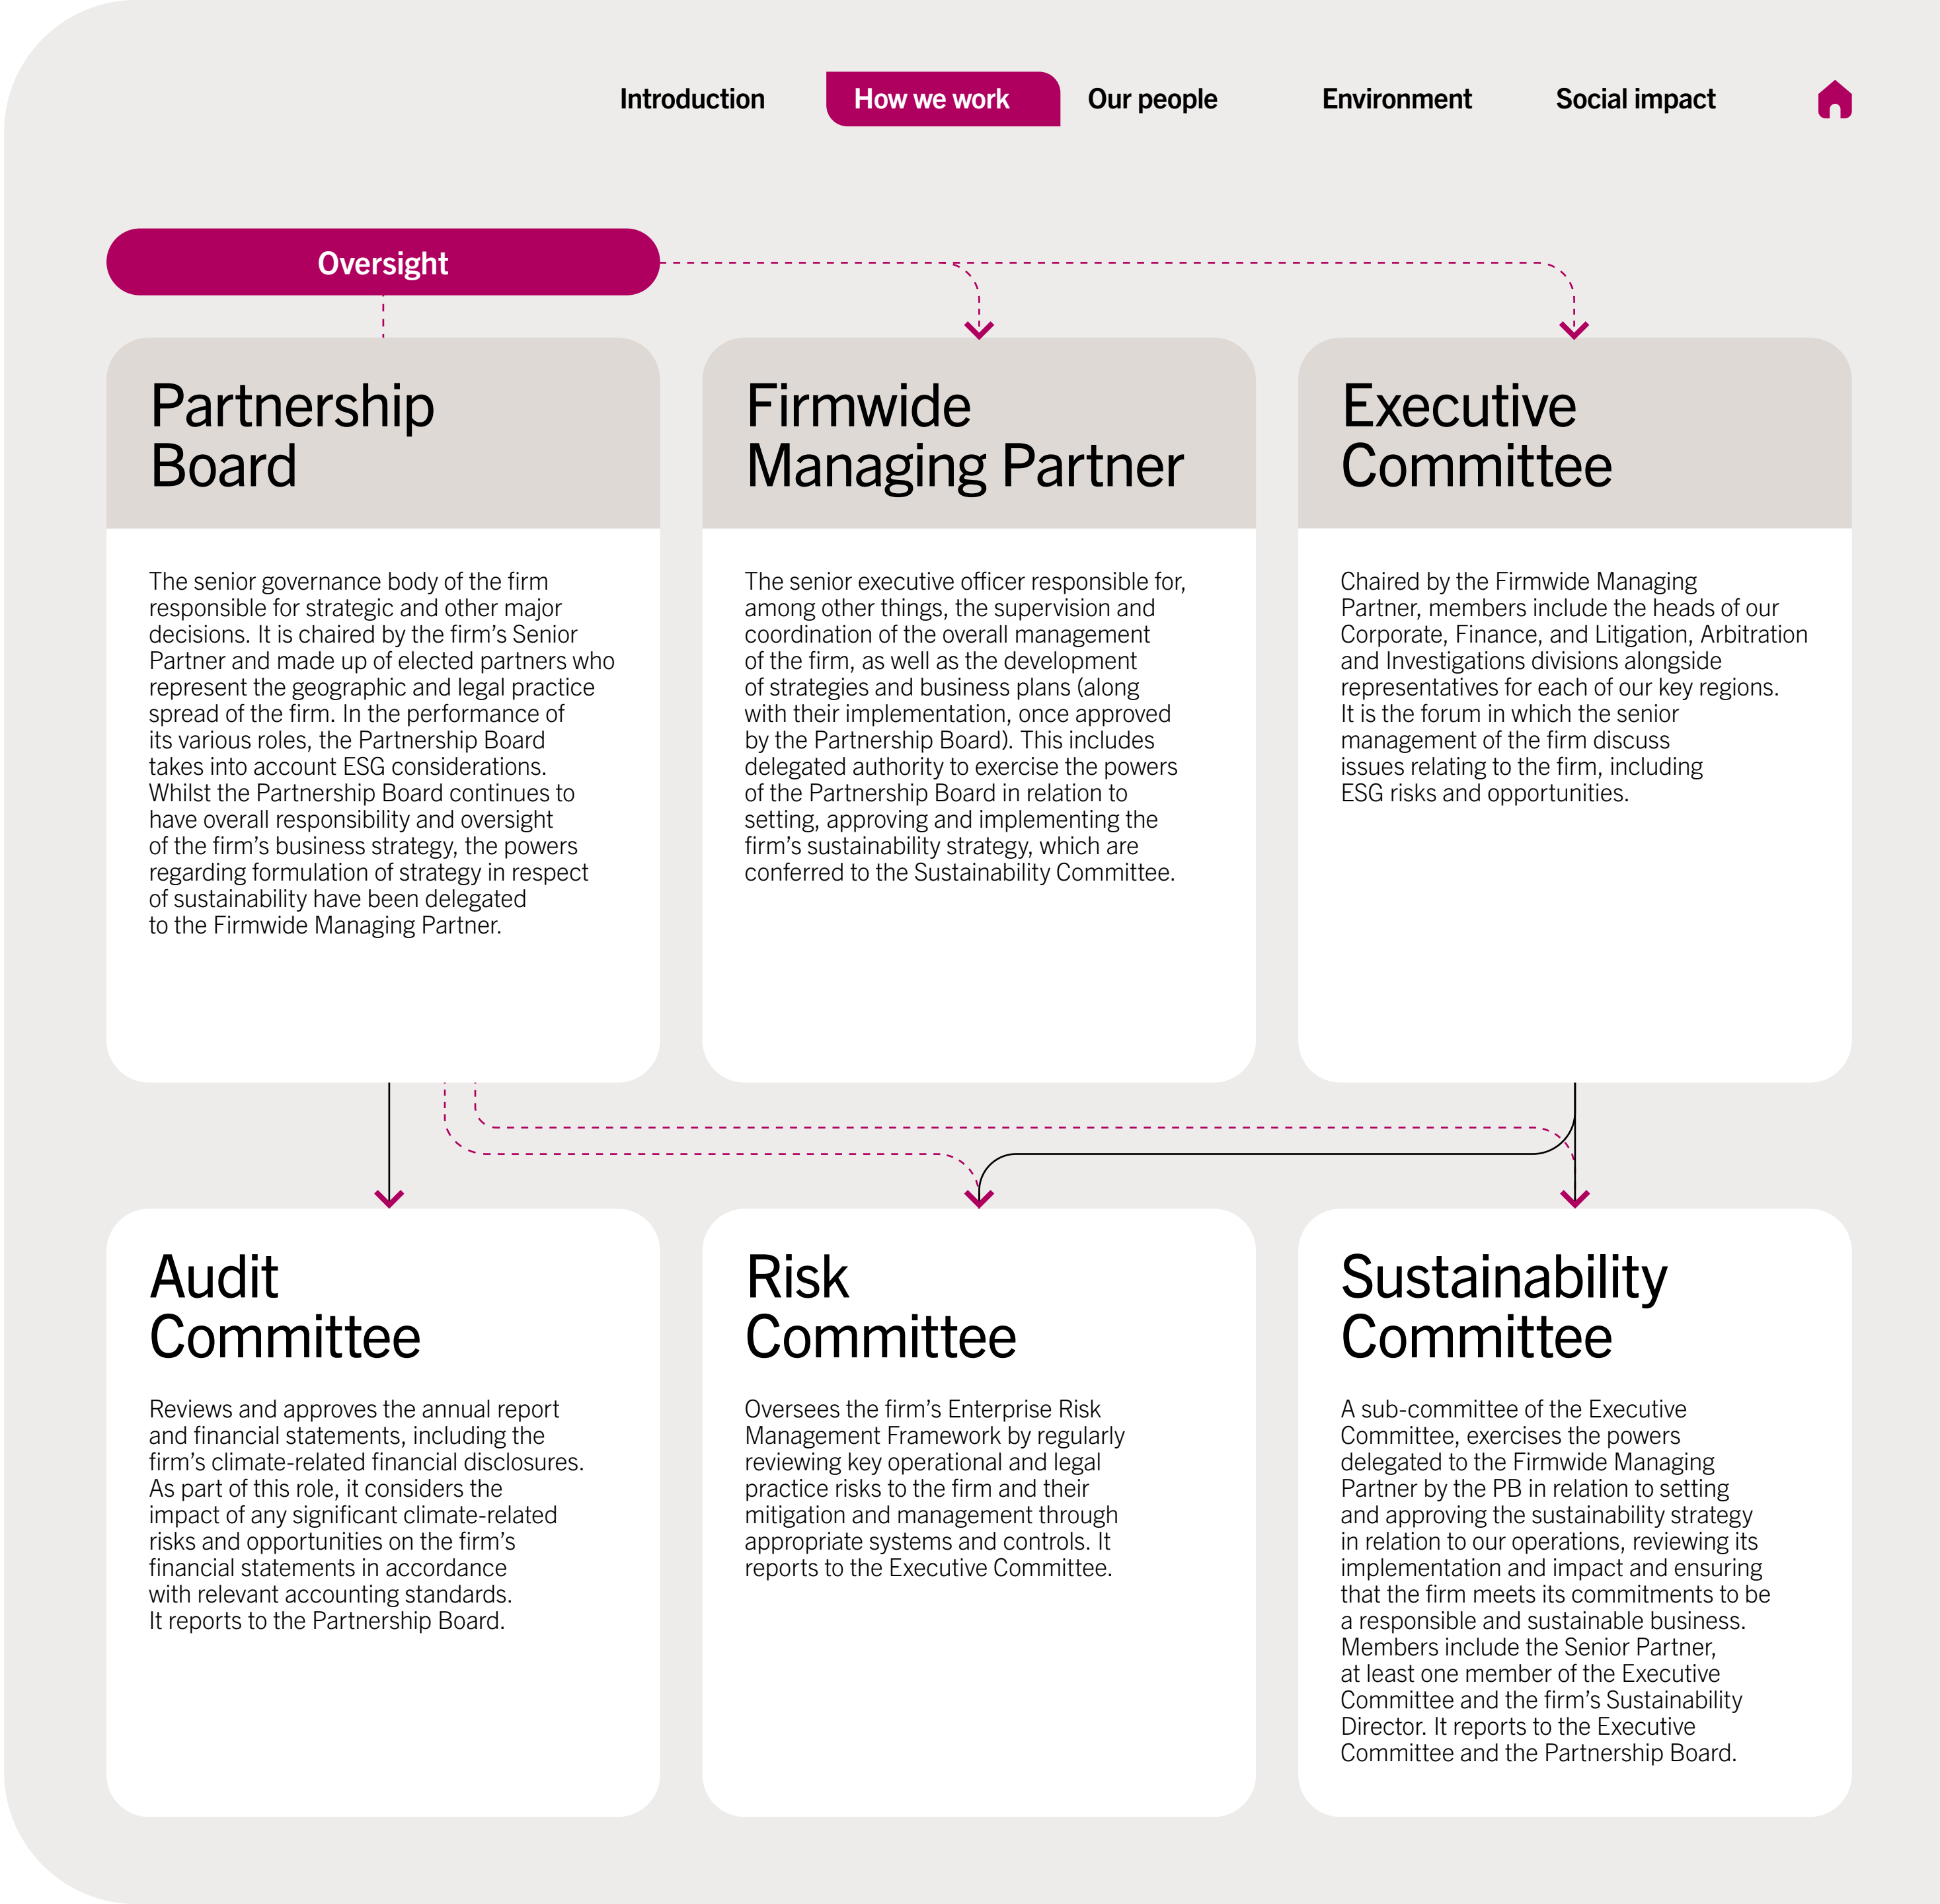 Introduction
How we work
Our people
Environment
Social impact
Oversight
Partnership
Board
The senior governance body of the firm
responsible for strategic and other major
decisions. It is chaired by the firm’s Senior
Partner and made up of elected partners who
represent the geographic and legal practice
spread of the firm. In the performance of
its various roles, the Partnership Board
takes into account ESG considerations.
Whilst the Partnership Board continues to
have overall responsibility and oversight
of the firm’s business strategy, the powers
regarding formulation of strategy in respect
of sustainability have been delegated
to the Firmwide Managing Partner.
Firmwide
Managing Partner
The senior executive officer responsible for,
among other things, the supervision and
coordination of the overall management
of the firm, as well as the development
of strategies and business plans (along
with their implementation, once approved
by the Partnership Board). This includes
delegated authority to exercise the powers
of the Partnership Board in relation to
setting, approving and implementing the
firm’s sustainability strategy, which are
conferred to the Sustainability Committee.
Executive
Committee
Chaired by the Firmwide Managing
Partner, members include the heads of our
Corporate, Finance, and Litigation, Arbitration
and Investigations divisions alongside
representatives for each of our key regions.
It is the forum in which the senior
management of the firm discuss
issues relating to the firm, including
ESG risks and opportunities.
Audit
Committee
Reviews and approves the annual report
and financial statements, including the
firm’s climate-related financial disclosures.
As part of this role, it considers the
impact of any significant climate-related
risks and opportunities on the firm’s
financial statements in accordance
with relevant accounting standards.
It reports to the Partnership Board.
Risk
Committee
Oversees the firm’s Enterprise Risk
Management Framework by regularly
reviewing key operational and legal
practice risks to the firm and their
mitigation and management through
appropriate systems and controls. It
reports to the Executive Committee.
Sustainability
Committee
A sub-committee of the Executive
Committee, exercises the powers
delegated to the Firmwide Managing
Partner by the PB in relation to setting
and approving the sustainability strategy
in relation to our operations, reviewing its
implementation and impact and ensuring
that the firm meets its commitments to be
a responsible and sustainable business.
Members include the Senior Partner,
at least one member of the Executive
Committee and the firm’s Sustainability
Director. It reports to the Executive
Committee and the Partnership Board.